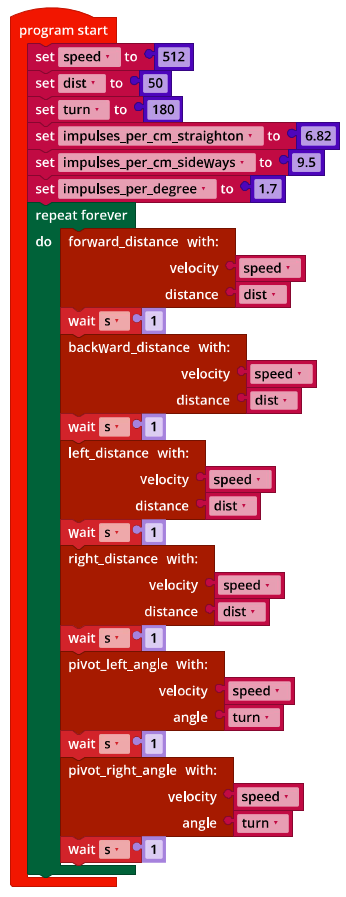 program start
set speed to 512
set dist to 50
set turn to 180
set impulses_per_cm_straighton to 6.82
set impulses_per_cm_sideways to 9.5
set impulses_per_degree to 1.7
repeat forever
do forward_distance with:
velocity speed
distance dist
wait s 1
backward_distance with:
velocity speed
distance dist
wait s 1
left_distance with:
velocity speed
distance dist
wait s 1
right_distance with:
velocity speed
distance dist
wait s 1
pivot_left_angle with:
velocity speed
angle turn
wait s 1
pivot_right_angle with:
velocity speed
angle turn
wait s 1